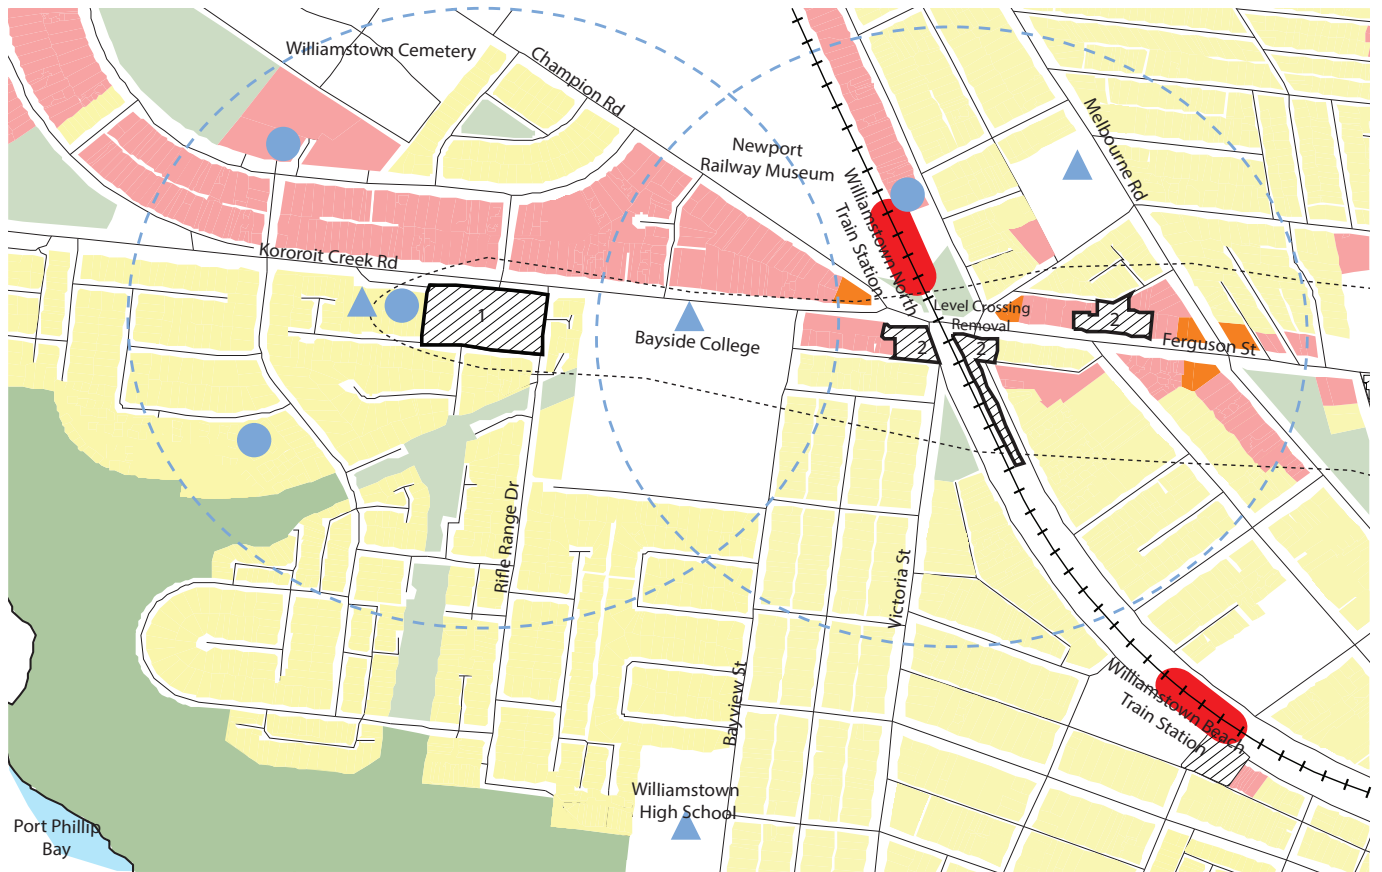 Williamstown Cemetery
Champion Rd
Newport
Railway Museum
Melbourne Rd
Williamstown North
Train Station
Kororoit Creek Rd
1
Bayside College
Level Crossing
Removal
2
2
2
Ferguson St
Rifle Range Dr
Victoria St
Bayview St
Williamstown Beach
Train Station
Williamstown
High School
Port Phillip
Bay